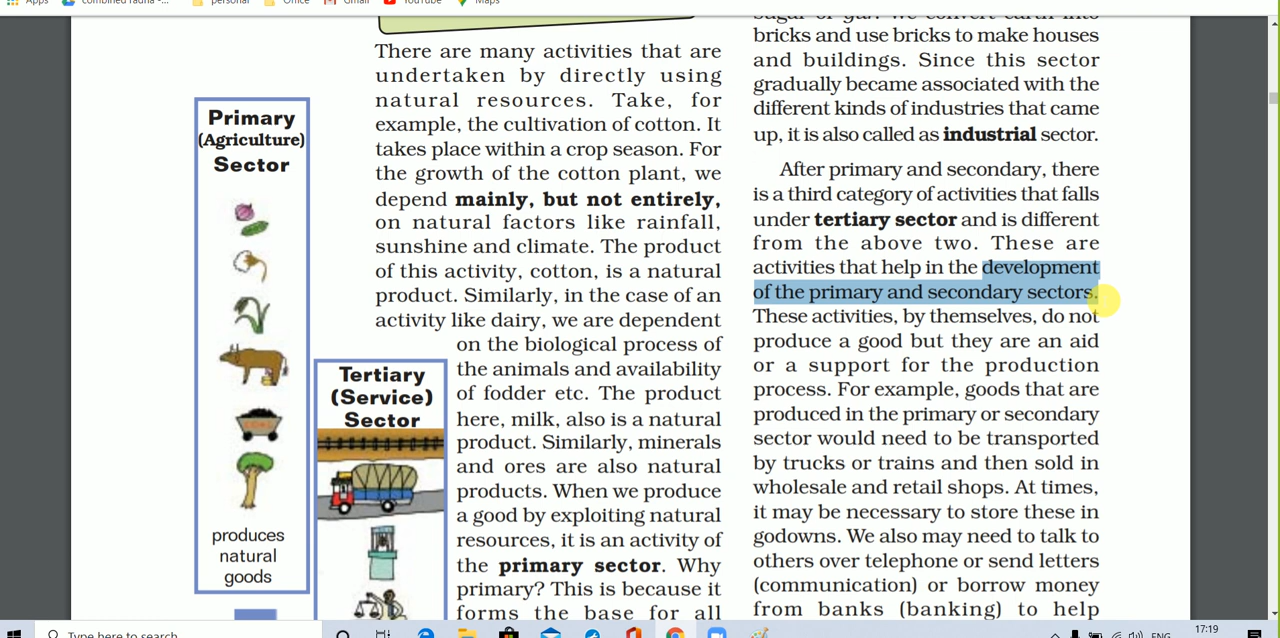 Apps
combined radha -...
personal
Office
Gmail
YouTube
Maps
Primary
(Agriculture)
Sector
produces
natural
goods
Tertiary
(Service)
Sector
There are many activities that are
undertaken by directly using
natural resources. Take, for
example, the cultivation of cotton. It
takes place within a crop season. For
the growth of the cotton plant, we
depend mainly, but not entirely,
on natural factors like rainfall,
sunshine and climate. The product
of this activity, cotton, is a natural
product. Similarly, in the case of an
activity like dairy, we are dependent
on the biological process of
the animals and availability
of fodder etc. The product
here, milk, also is a natural
product. Similarly, minerals
and ores are also natural
products. When we produce
a good by exploiting natural
resources, it is an activity of
the primary sector. Why
primary? This is because it
forms the base for all
sugar or gur. We convert earth into
bricks and use bricks to make houses
and buildings. Since this sector
gradually became associated with the
different kinds of industries that came
up, it is also called as industrial sector.
After primary and secondary, there
is a third category of activities that falls
under tertiary sector and is different
from the above two. These are
activities that help in the development
of the primary and secondary sectors.
These activities, by themselves, do not
produce a good but they are an aid
or a support for the production
process. For example, goods that are
produced in the primary or secondary
sector would need to be transported
by trucks or trains and then sold in
wholesale and retail shops. At times,
it may be necessary to store these in
godowns. We also may need to talk to
others over telephone or send letters
(communication) or borrow money
from banks (banking) to help
Type here to search
ENG
17:19